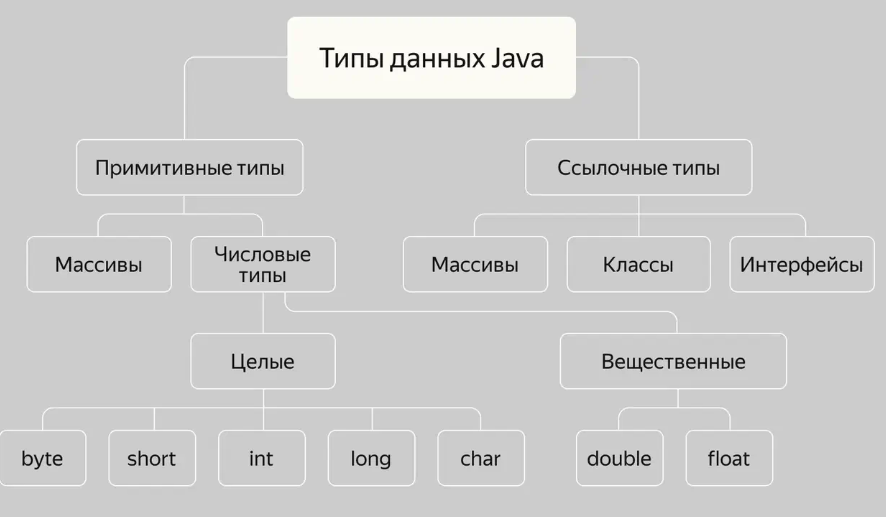 Типы данных Java
Примитивные типы
Ссылочные типы
Массивы
Числовые
типы
Массивы
Классы
Интерфейсы
Целые
Вещественные
byte
short
int
long
char
double
float